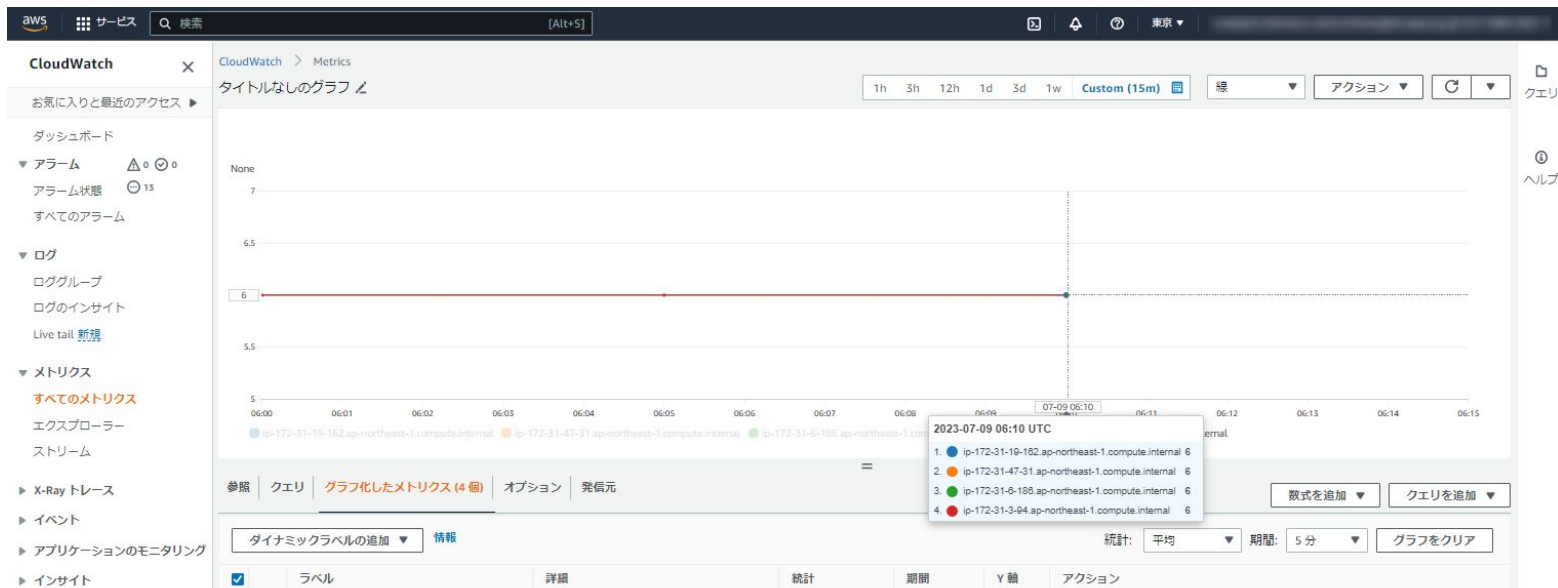 aws サービス 検索 [Alt+S] 東京 ▼
CloudWatch
お気に入りと最近のアクセス ▶
ダッシュボード
▼ アラーム 0 0
アラーム状態 13
すべてのアラーム
▼ ログ
ロググループ
ログのインサイト
Live tail 新規
▼ メトリクス
すべてのメトリクス
エクスプローラー
ストリーム
▶ X-Ray トレース
▶ イベント
▶ アプリケーションのモニタリング
▶ インサイト
CloudWatch > Metrics
タイトルなしのグラフ
1h 3h 12h 1d 3d 1w Custom (15m) 線 ▼ アクション ▼ ▼
None
7
6.5
6
5.5
5
06:00 06:01 06:02 06:03 06:04 06:05 06:06 06:07 06:08 06:09 07-09 06:10 06:11 06:12 06:13 06:14 06:15
ip-172-31-19-162.ap-northeast-1.compute.internal ip-172-31-47-31.ap-northeast-1.compute.internal ip-172-31-6-186.ap-northeast-1.com ernal
2023-07-09 06:10 UTC
1. ip-172-31-19-162.ap-northeast-1.compute.internal 6
2. ip-172-31-47-31.ap-northeast-1.compute.internal 6
3. ip-172-31-6-186.ap-northeast-1.compute.internal 6
4. ip-172-31-3-94.ap-northeast-1.compute.internal 6
参照 クエリ グラフ化したメトリクス (4 個) オプション 発信元
数式を追加 ▼ クエリを追加 ▼
ダイナミックラベルの追加 ▼ 情報
統計: 平均 ▼ 期間: 5 分 ▼ グラフをクリア
ラベル 詳細 統計 期間 Y 軸 アクション
クエリ
ヘルプ